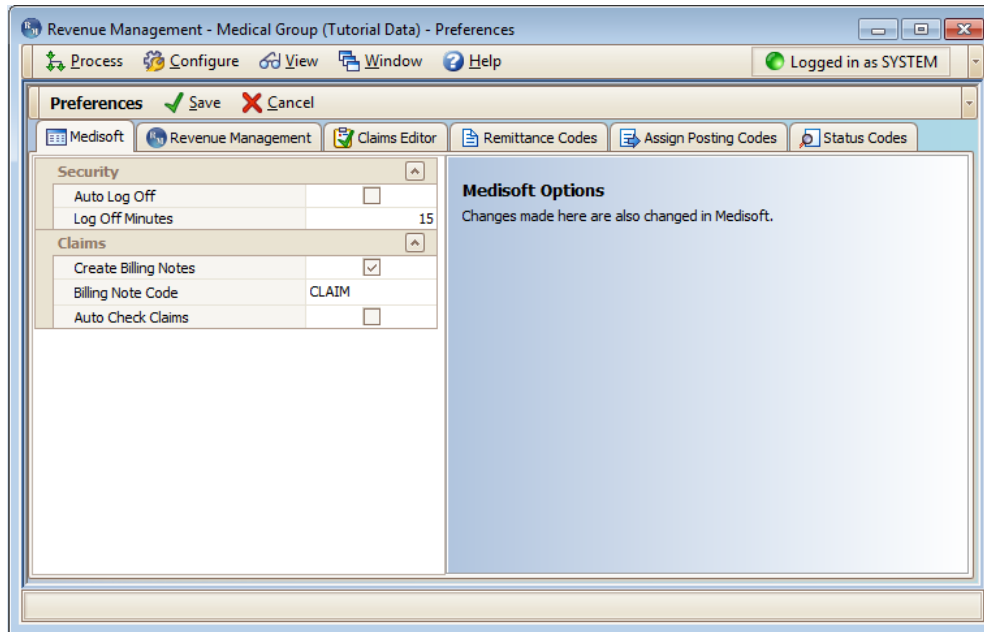 Revenue Management - Medical Group (Tutorial Data) - Preferences
Process Configure View Window Help Logged in as SYSTEM
Preferences Save Cancel
Medisoft Revenue Management Claims Editor Remittance Codes Assign Posting Codes Status Codes
Security
Auto Log Off
Log Off Minutes 15
Claims
Create Billing Notes
Billing Note Code CLAIM
Auto Check Claims
Medisoft Options
Changes made here are also changed in Medisoft.